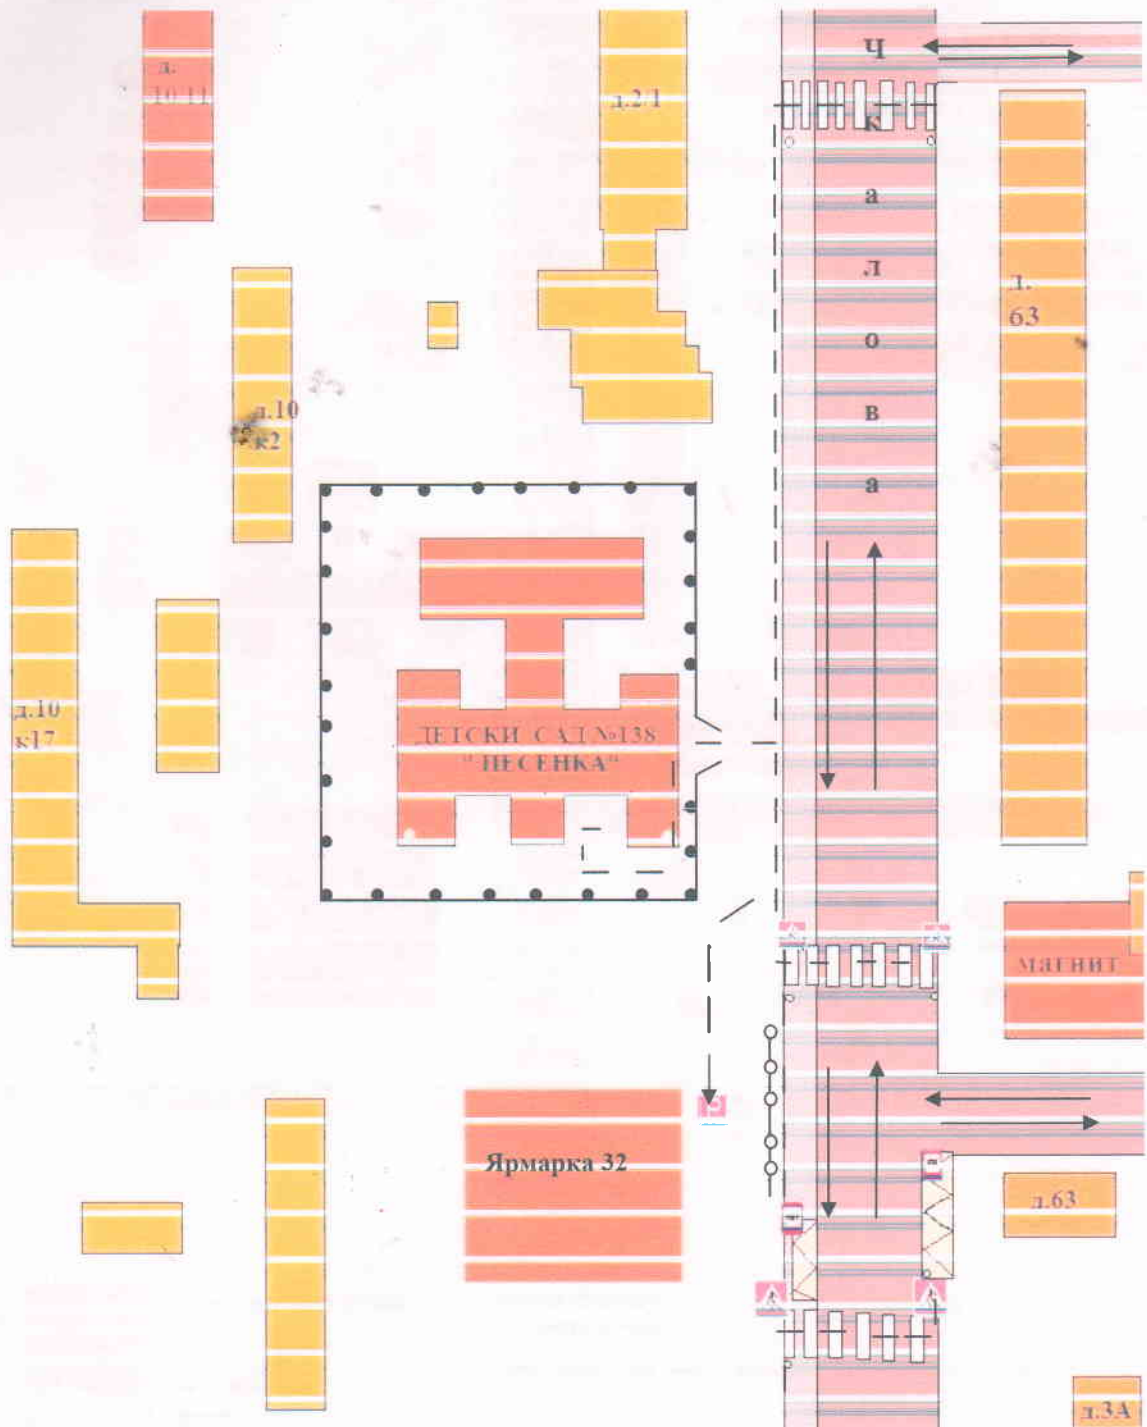 д.
10/11
д.2/1
Ч
к
а
л
о
в
а
д.
63
д.10
к2
д.10
к17
ДЕТСКИ САД №138
"ПЕСЕНКА"
МАГНИТ
P
Ярмарка 32
д.63
д.3А